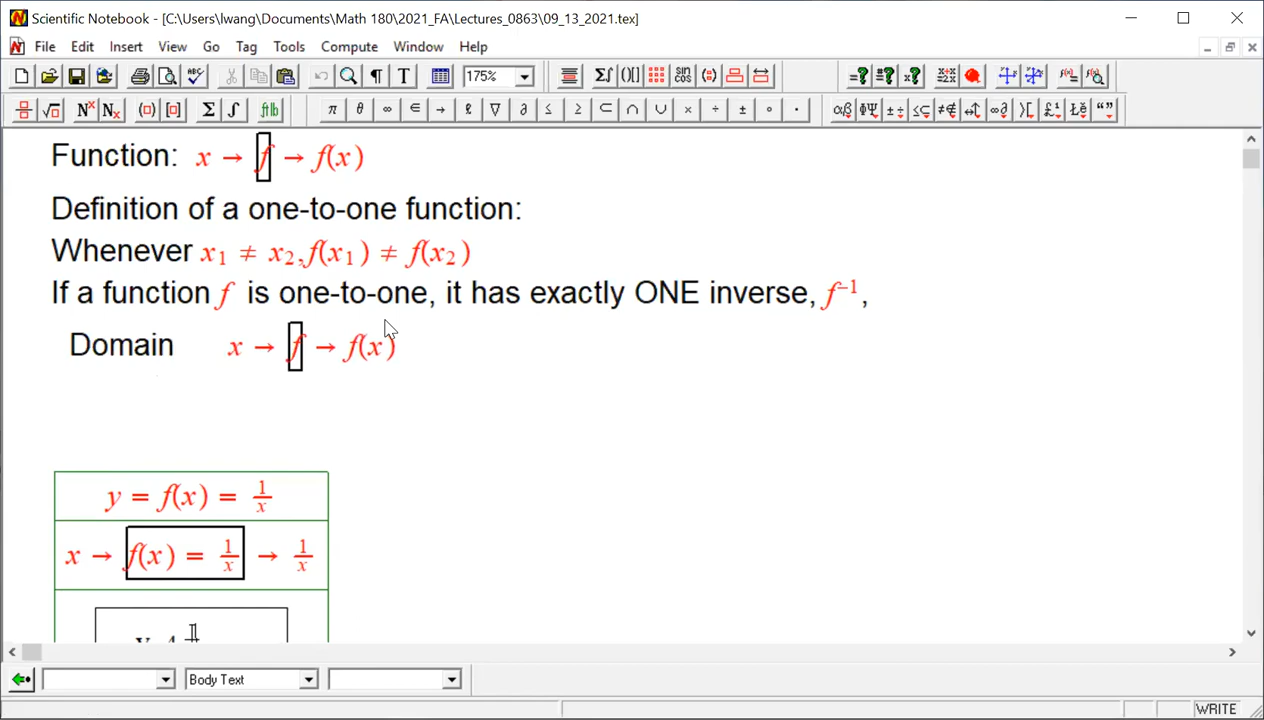 Scientific Notebook - [C:\Users\lwang\Documents\Math 180\2021_FA\Lectures_0863\09_13_2021.tex]
File Edit Insert View Go Tag Tools Compute Window Help
175%
Function: x → f → f(x)
Definition of a one-to-one function:
Whenever x₁ ≠ x₂, f(x₁) ≠ f(x₂)
If a function f is one-to-one, it has exactly ONE inverse, f⁻¹,
Domain x → f → f(x)
y = f(x) = 1/x
x → f(x) = 1/x → 1/x
Body Text
WRITE